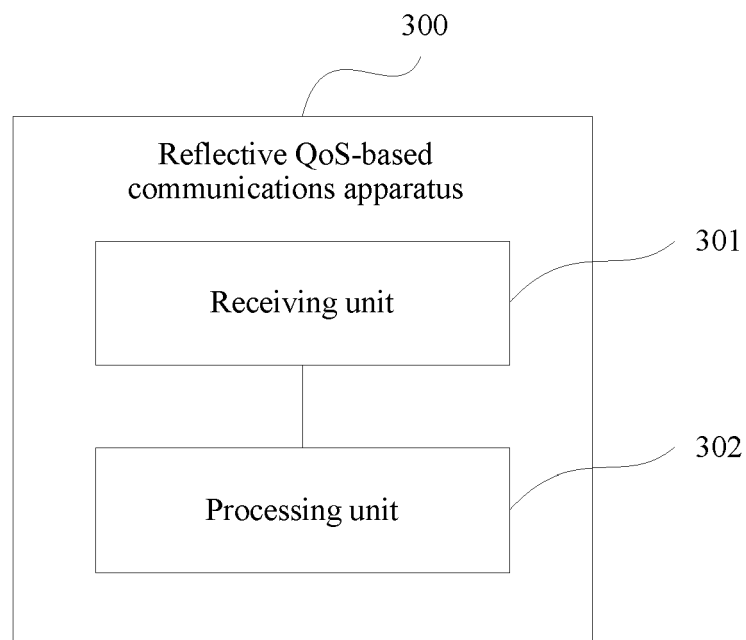 300
Reflective QoS-based
communications apparatus
301
Receiving unit
302
Processing unit